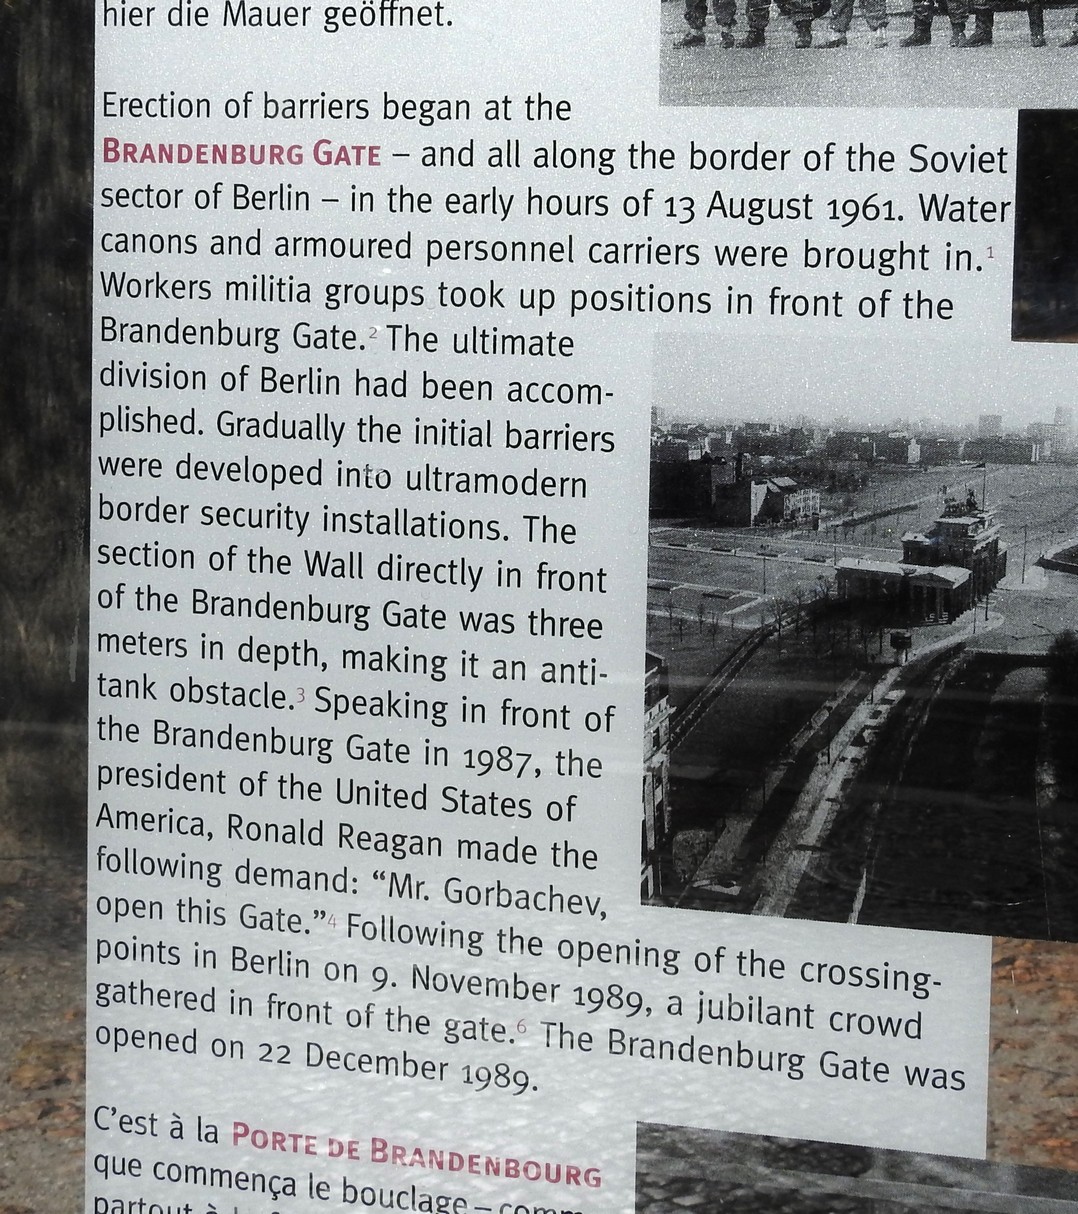 hier die Mauer geöffnet.
Erection of barriers began at the
BRANDENBURG GATE – and all along the border of the Soviet
sector of Berlin – in the early hours of 13 August 1961. Water
canons and armoured personnel carriers were brought in.1
Workers militia groups took up positions in front of the
Brandenburg Gate.2 The ultimate
division of Berlin had been accom-
plished. Gradually the initial barriers
were developed into ultramodern
border security installations. The
section of the Wall directly in front
of the Brandenburg Gate was three
meters in depth, making it an anti-
tank obstacle.3 Speaking in front of
the Brandenburg Gate in 1987, the
president of the United States of
America, Ronald Reagan made the
following demand: “Mr. Gorbachev,
open this Gate.”4 Following the opening of the crossing-
points in Berlin on 9. November 1989, a jubilant crowd
gathered in front of the gate.6 The Brandenburg Gate was
opened on 22 December 1989.
C’est à la PORTE DE BRANDENBOURG
que commença le bouclage – comm
partout à